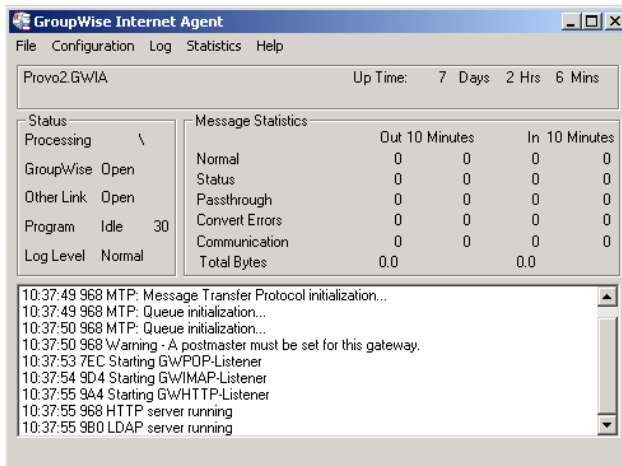 GroupWise Internet Agent
File Configuration Log Statistics Help
Provo2.GWIA Up Time: 7 Days 2 Hrs 6 Mins
Status
Processing \
GroupWise Open
Other Link Open
Program Idle 30
Log Level Normal
Message Statistics
Out 10 Minutes In 10 Minutes
Normal 0 0 0 0
Status 0 0 0 0
Passthrough 0 0 0 0
Convert Errors 0 0 0 0
Communication 0 0 0 0
Total Bytes 0.0 0.0
10:37:49 968 MTP: Message Transfer Protocol initialization...
10:37:49 968 MTP: Queue initialization...
10:37:50 968 MTP: Queue initialization...
10:37:50 968 Warning - A postmaster must be set for this gateway.
10:37:53 7EC Starting GWPOP-Listener
10:37:54 9D4 Starting GWIMAP-Listener
10:37:55 9A4 Starting GWHTTP-Listener
10:37:55 968 HTTP server running
10:37:55 9B0 LDAP server running